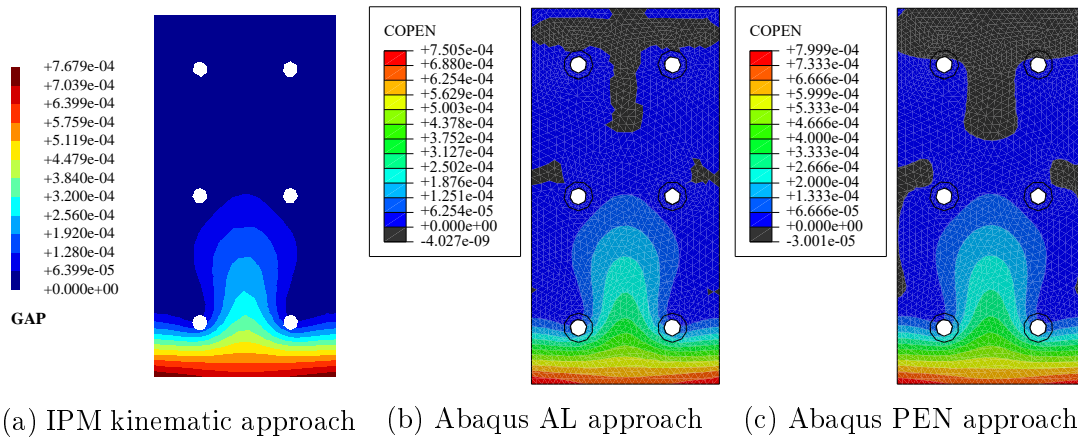 +7.679e-04
+7.039e-04
+6.399e-04
+5.759e-04
+5.119e-04
+4.479e-04
+3.840e-04
+3.200e-04
+2.560e-04
+1.920e-04
+1.280e-04
+6.399e-05
+0.000e+00
GAP
COPEN
+7.505e-04
+6.880e-04
+6.254e-04
+5.629e-04
+5.003e-04
+4.378e-04
+3.752e-04
+3.127e-04
+2.502e-04
+1.876e-04
+1.251e-04
+6.254e-05
+0.000e+00
-4.027e-09
COPEN
+7.999e-04
+7.333e-04
+6.666e-04
+5.999e-04
+5.333e-04
+4.666e-04
+4.000e-04
+3.333e-04
+2.666e-04
+2.000e-04
+1.333e-04
+6.666e-05
+0.000e+00
-3.001e-05
(a) IPM kinematic approach
(b) Abaqus AL approach
(c) Abaqus PEN approach